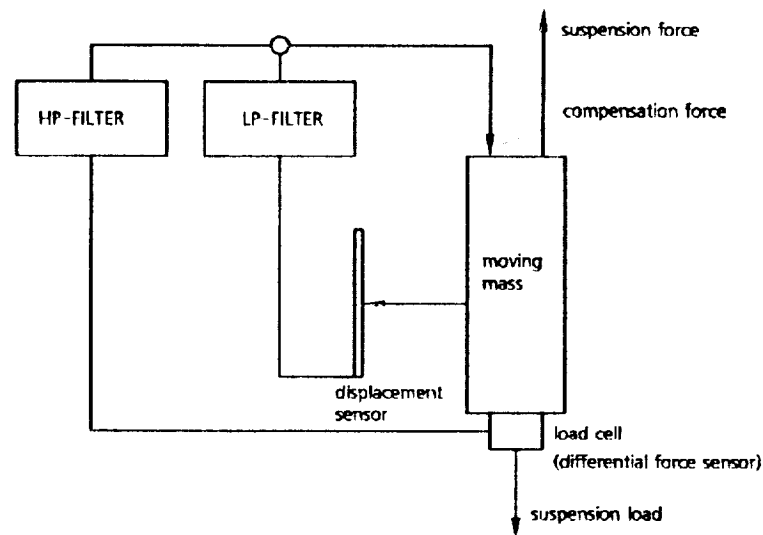 suspension force
HP-FILTER
LP-FILTER
compensation force
moving
mass
displacement
sensor
load cell
(differential force sensor)
suspension load